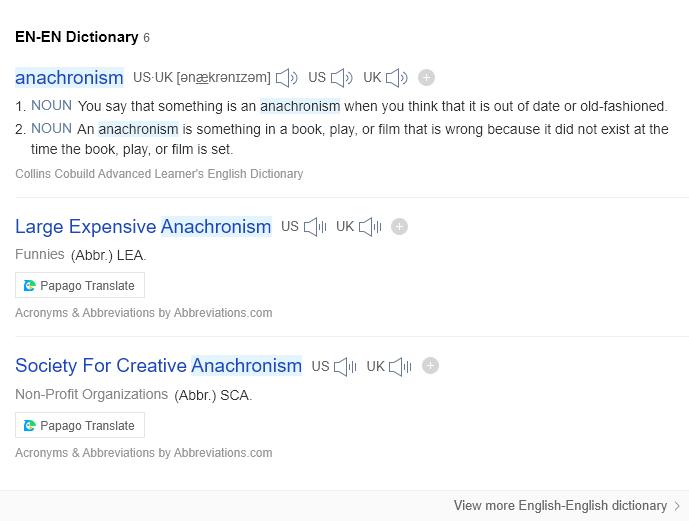 EN-EN Dictionary 6
anachronism US·UK [ənækrənɪzəm] US UK
1. NOUN You say that something is an anachronism when you think that it is out of date or old-fashioned.
2. NOUN An anachronism is something in a book, play, or film that is wrong because it did not exist at the
time the book, play, or film is set.
Collins Cobuild Advanced Learner's English Dictionary
Large Expensive Anachronism US UK
Funnies (Abbr.) LEA.
Papago Translate
Acronyms & Abbreviations by Abbreviations.com
Society For Creative Anachronism US UK
Non-Profit Organizations (Abbr.) SCA.
Papago Translate
Acronyms & Abbreviations by Abbreviations.com
View more English-English dictionary